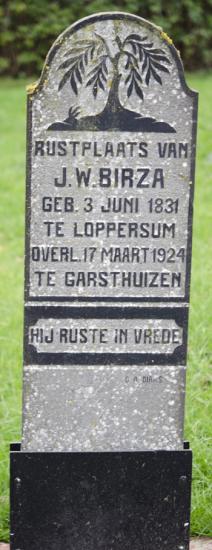 RUSTPLAATS VAN
J.W. BIRZA
GEB. 3 JUNI 1831
TE LOPPERSUM
OVERL. 17 MAART 1924
TE GARSTHUIZEN
HIJ RUSTE IN VREDE